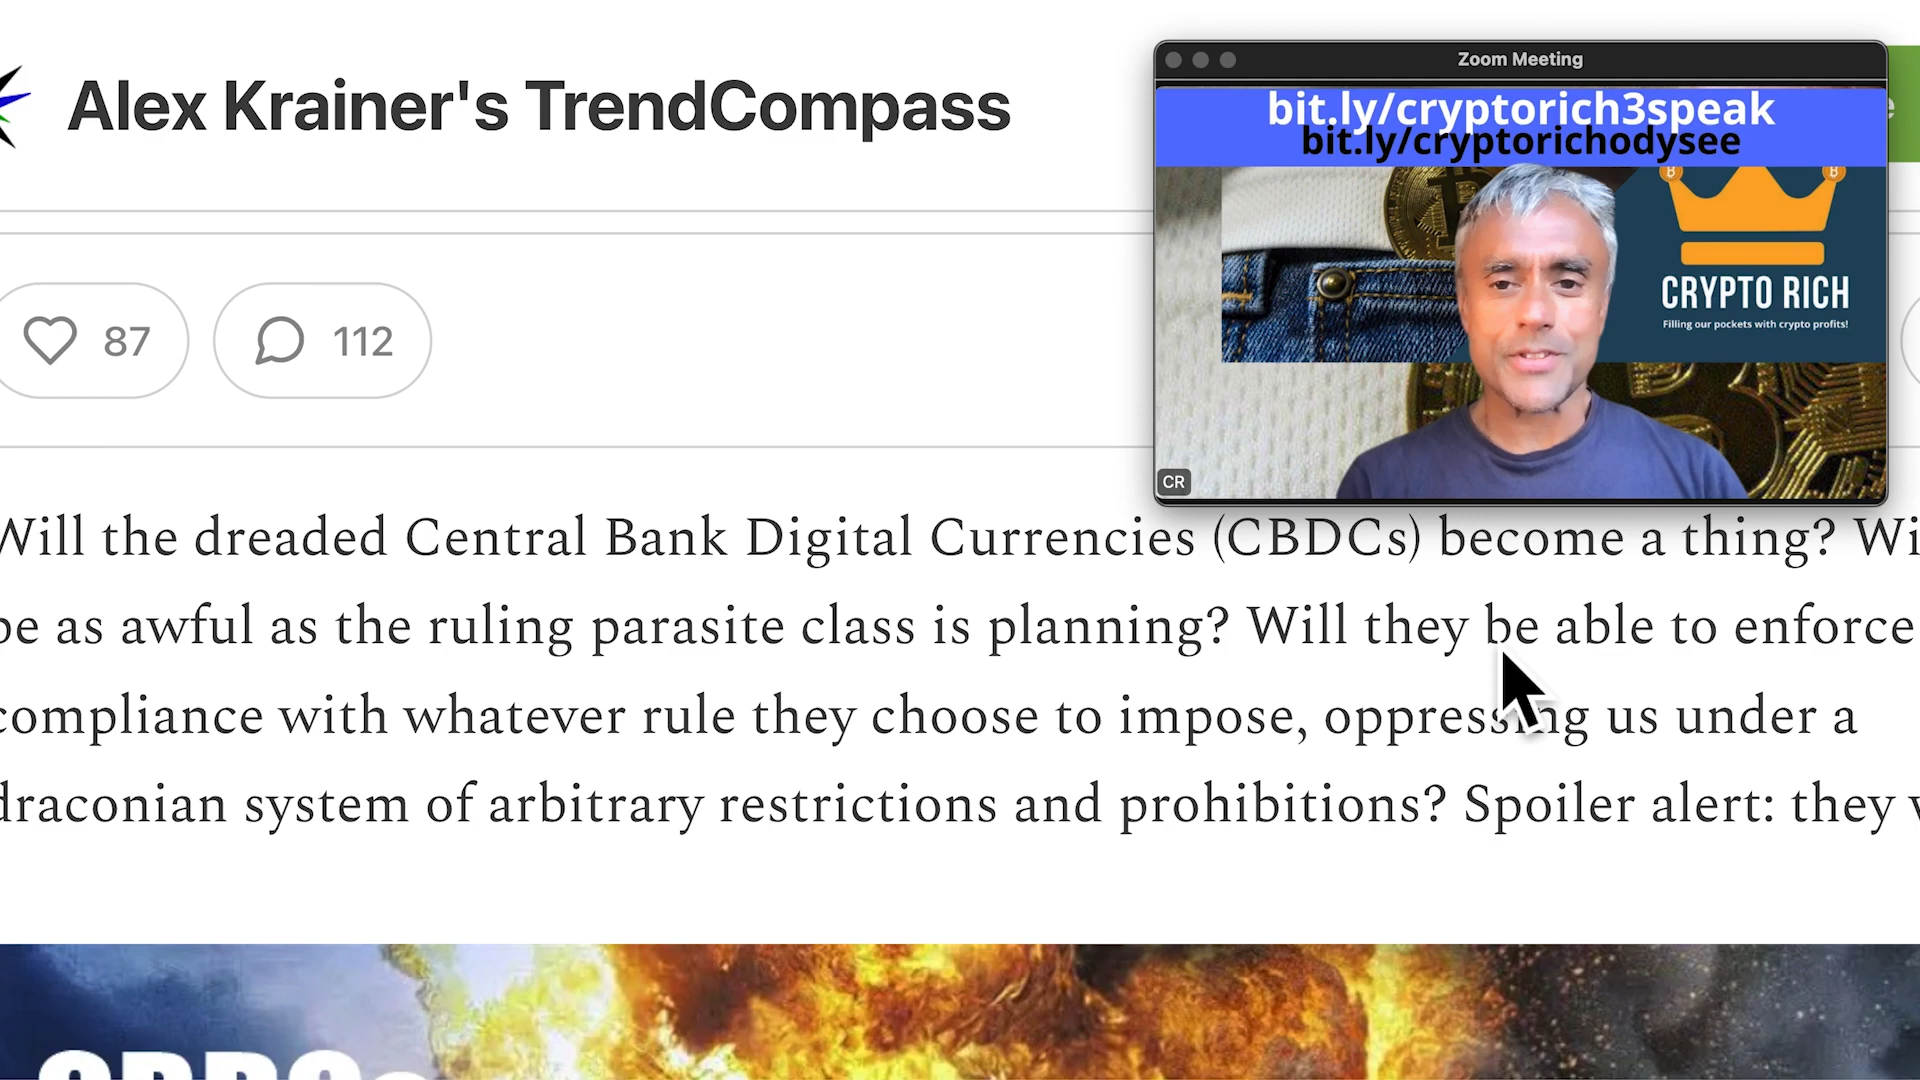 Alex Krainer's TrendCompass
Zoom Meeting
bit.ly/cryptorich3speak
bit.ly/cryptorichodysee
CRYPTO RICH
Filling our pockets with crypto profits!
CR
87
112
Will the dreaded Central Bank Digital Currencies (CBDCs) become a thing?
be as awful as the ruling parasite class is planning? Will they be able to enforce
compliance with whatever rule they choose to impose, oppressing us under a
draconian system of arbitrary restrictions and prohibitions? Spoiler alert: they
CBDCs